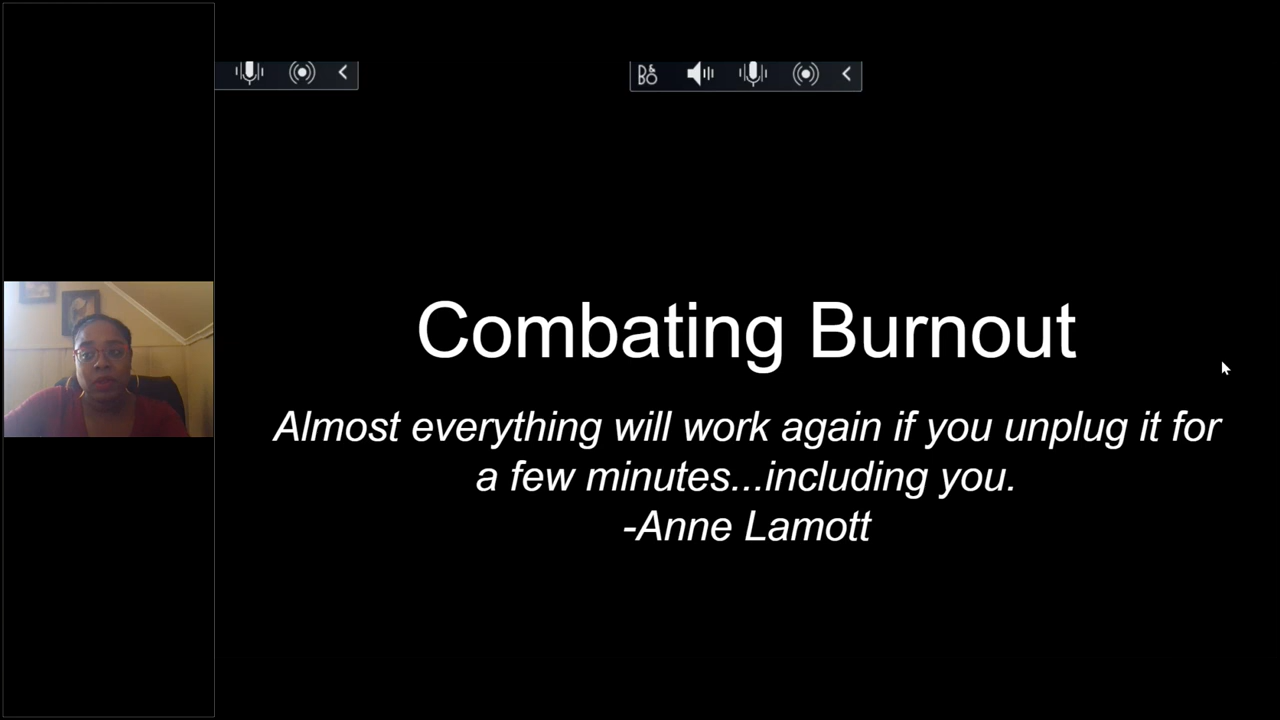 B&O
Combating Burnout
Almost everything will work again if you unplug it for
a few minutes...including you.
-Anne Lamott